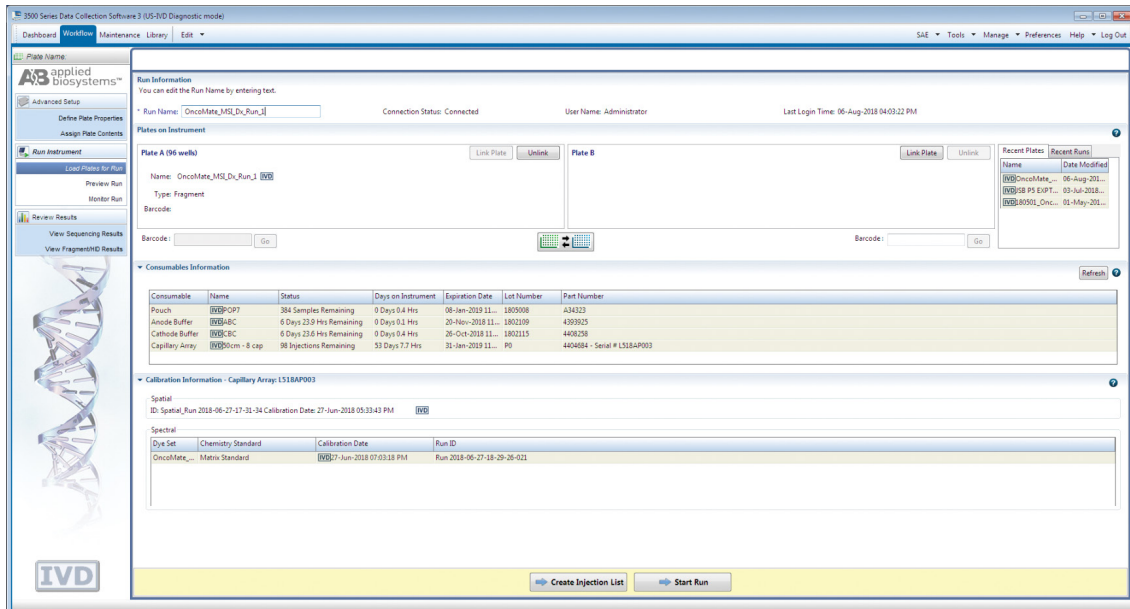 3500 Series Data Collection Software 3 (US-IVD Diagnostic mode)
Dashboard Workflow Maintenance Library Edit SAE Tools Manage Preferences Help Log Out
Plate Name:
AB applied biosystems™
Advanced Setup
Define Plate Properties
Assign Plate Contents
Run Instrument
Load Plates for Run
Preview Run
Monitor Run
Review Results
View Sequencing Results
View Fragment/HID Results
IVD
Run Information
You can edit the Run Name by entering text.
* Run Name: OncoMate_MSI_Dx_Run_1 Connection Status: Connected User Name: Administrator Last Login Time: 06-Aug-2018 04:03:22 PM
Plates on Instrument
Plate A (96 wells) Link Plate Unlink
Name: OncoMate_MSI_Dx_Run_1 IVD
Type: Fragment
Barcode:
Barcode: Go
Plate B Link Plate Unlink
Barcode: Go
Recent Plates Recent Runs
Name Date Modified
IVD OncoMate_... 06-Aug-201...
IVD JSB P5 EXPT... 03-Jul-2018...
IVD 180501_Onc... 01-May-201...
Consumables Information Refresh
Consumable Name Status Days on Instrument Expiration Date Lot Number Part Number
Pouch IVD POP7 384 Samples Remaining 0 Days 0.4 Hrs 08-Jan-2019 11... 1805008 A34323
Anode Buffer IVD ABC 6 Days 23.9 Hrs Remaining 0 Days 0.1 Hrs 20-Nov-2018 11... 1802109 4393925
Cathode Buffer IVD CBC 6 Days 23.6 Hrs Remaining 0 Days 0.4 Hrs 26-Oct-2018 11... 1802115 4408258
Capillary Array IVD 50cm - 8 cap 98 Injections Remaining 53 Days 7.7 Hrs 31-Jan-2019 11... P0 4404684 - Serial # L518AP003
Calibration Information - Capillary Array: L518AP003
Spatial
ID: Spatial_Run 2018-06-27-17-31-34 Calibration Date: 27-Jun-2018 05:33:43 PM IVD
Spectral
Dye Set Chemistry Standard Calibration Date Run ID
OncoMate_... Matrix Standard IVD 27-Jun-2018 07:03:18 PM Run 2018-06-27-18-29-26-021
Create Injection List Start Run